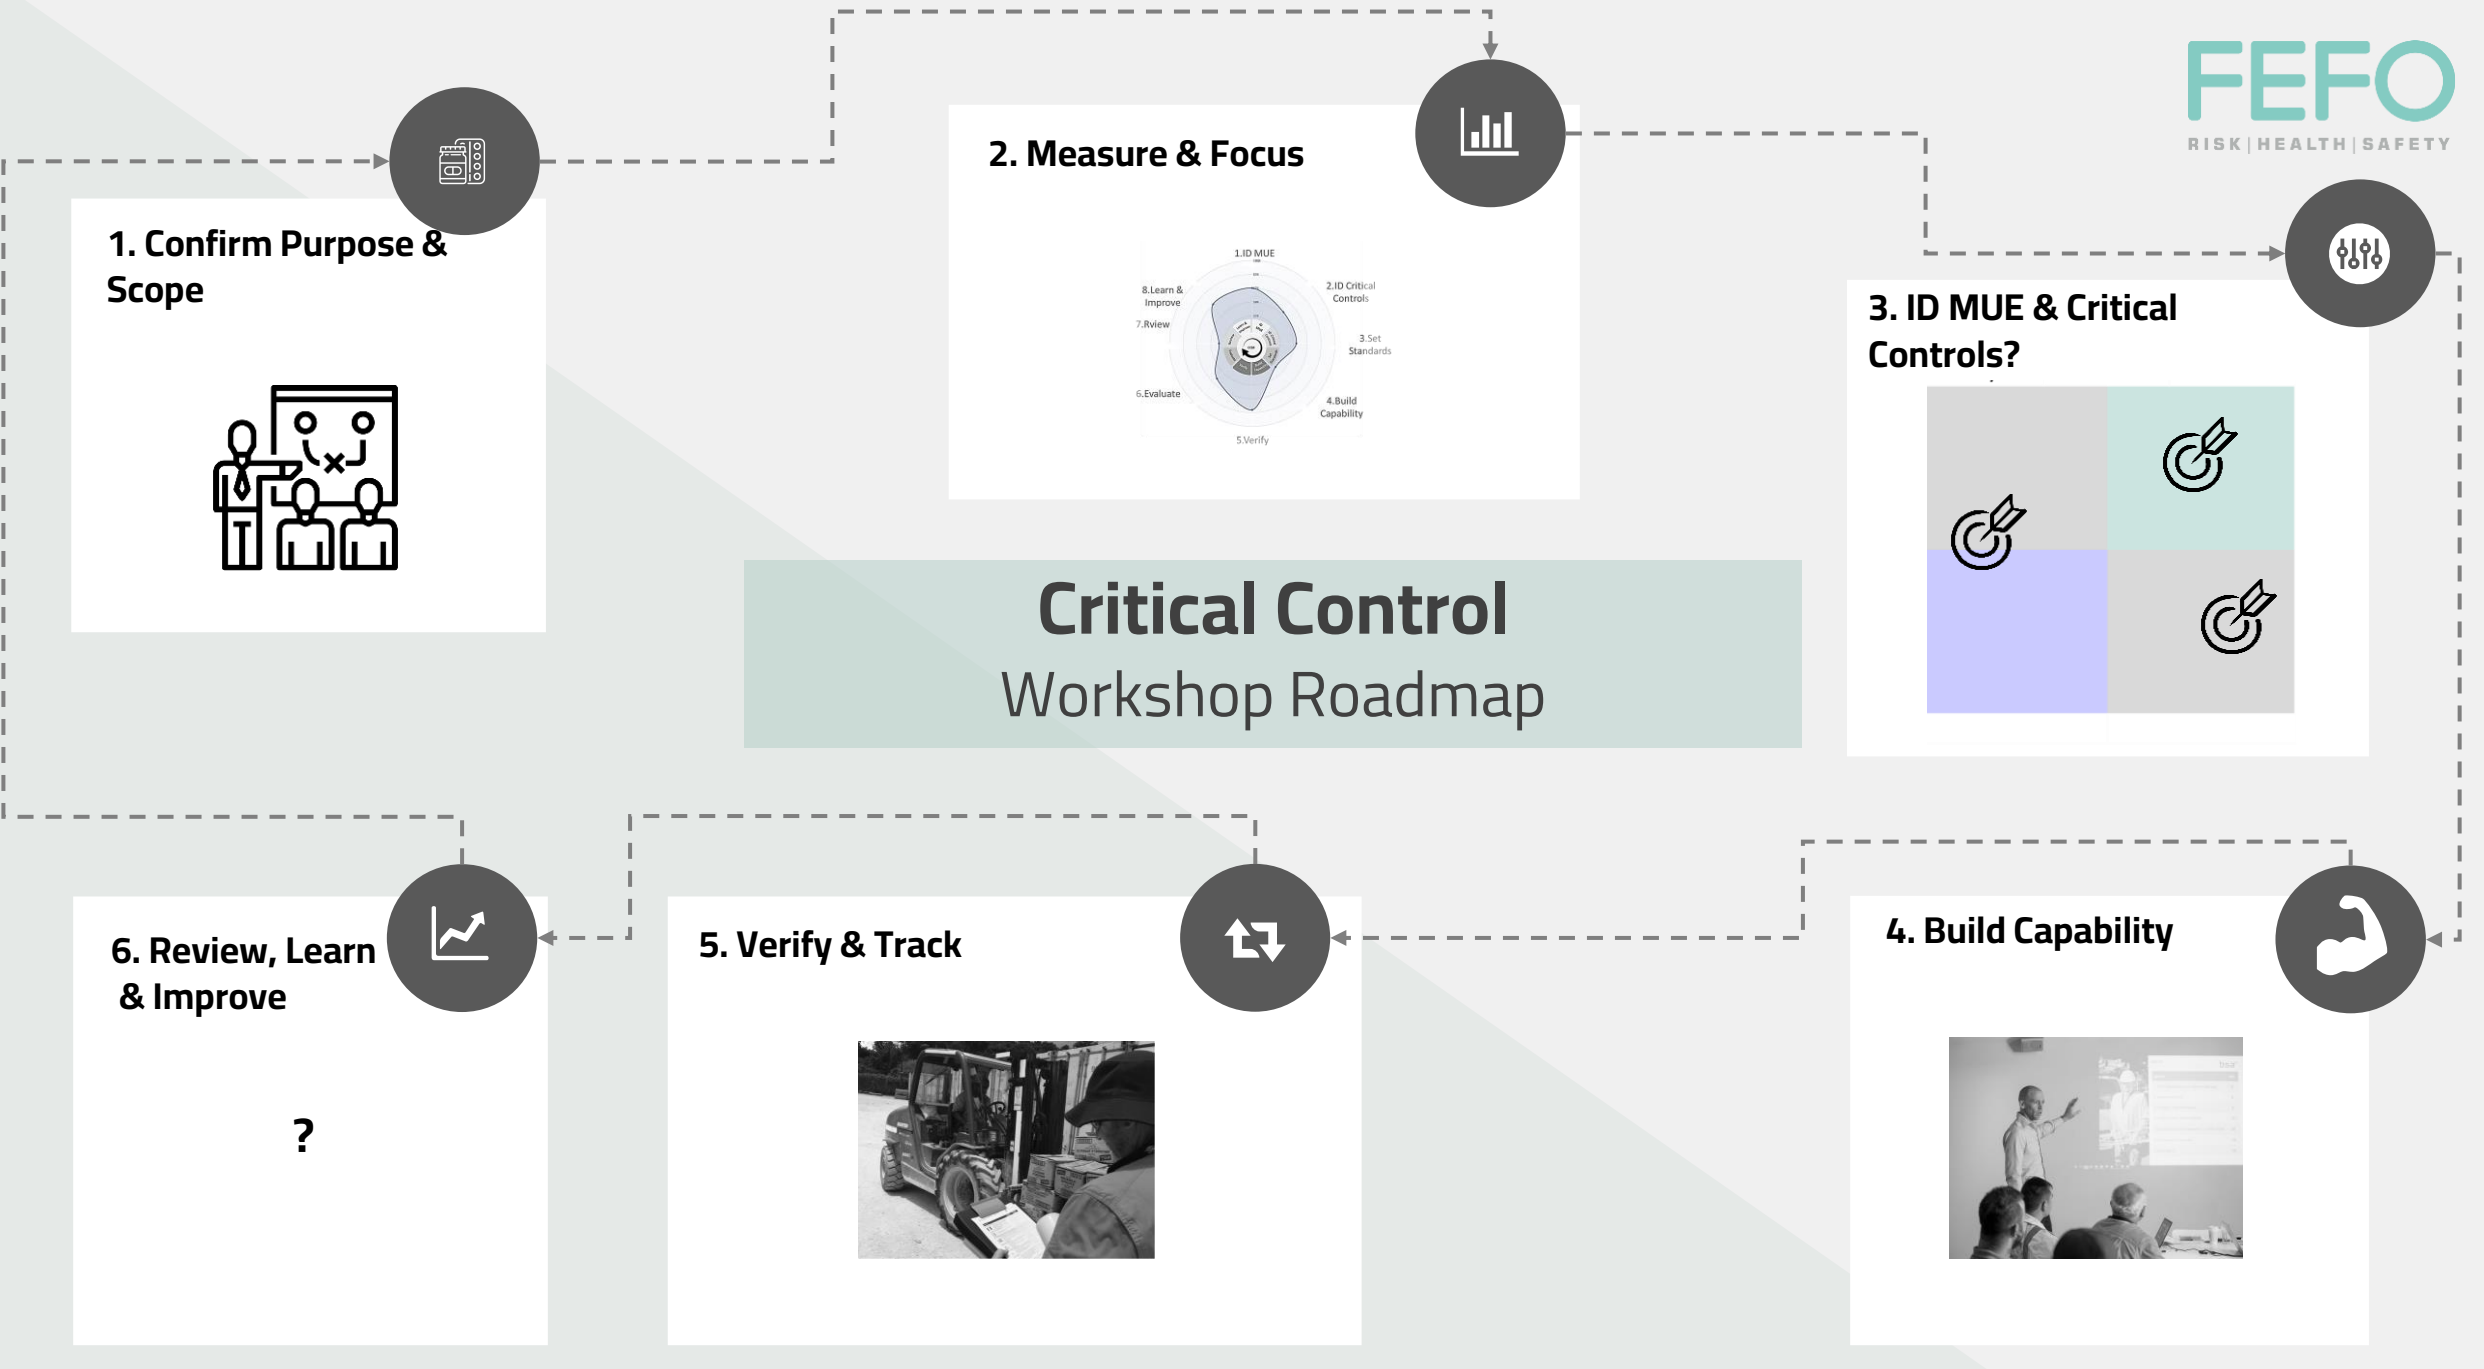 FEFO
RISK|HEALTH|SAFETY
1. Confirm Purpose &
Scope
2. Measure & Focus
1.ID MUE
2.ID Critical
Controls
3.Set
Standards
4.Build
Capability
5.Verify
6.Evaluate
7.Rview
8.Learn &
Improve
3. ID MUE & Critical
Controls?
Critical Control
Workshop Roadmap
4. Build Capability
5. Verify & Track
6. Review, Learn
& Improve
?